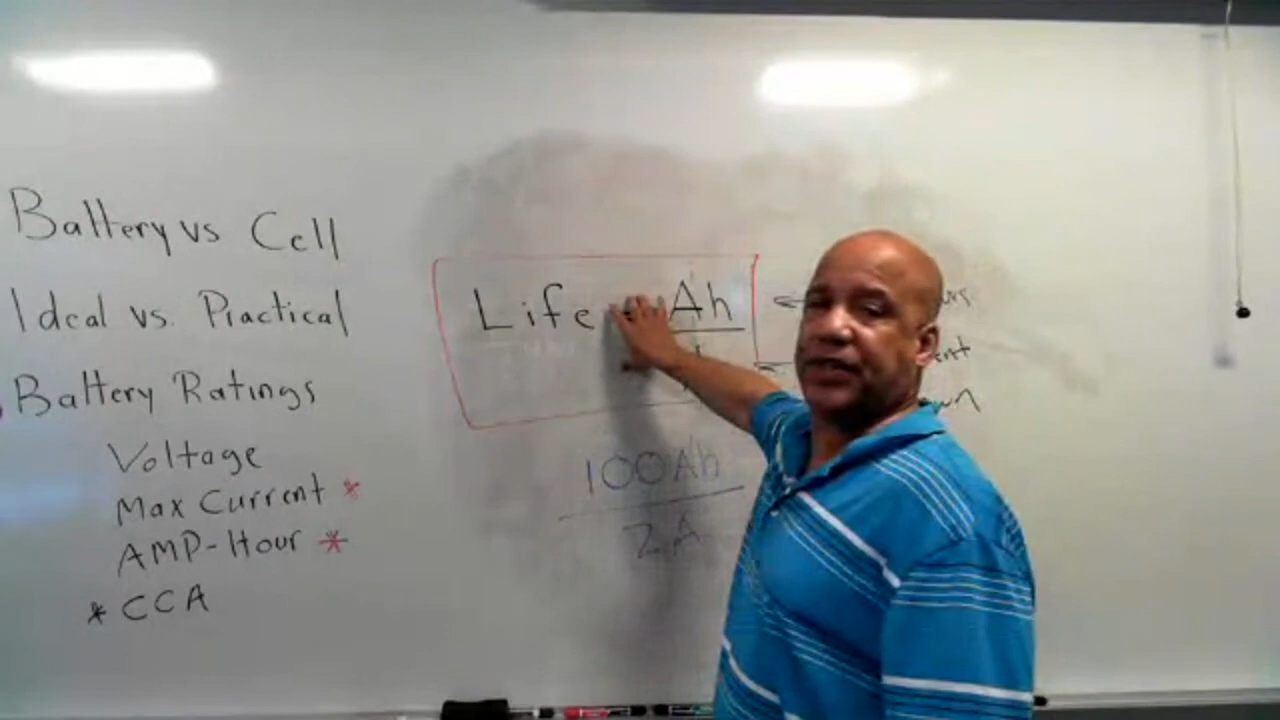 Battery vs Cell
Ideal vs. Practical
Battery Ratings
Voltage
Max Current *
AMP-Hour *
* CCA
Life Ah
100Ah
2A